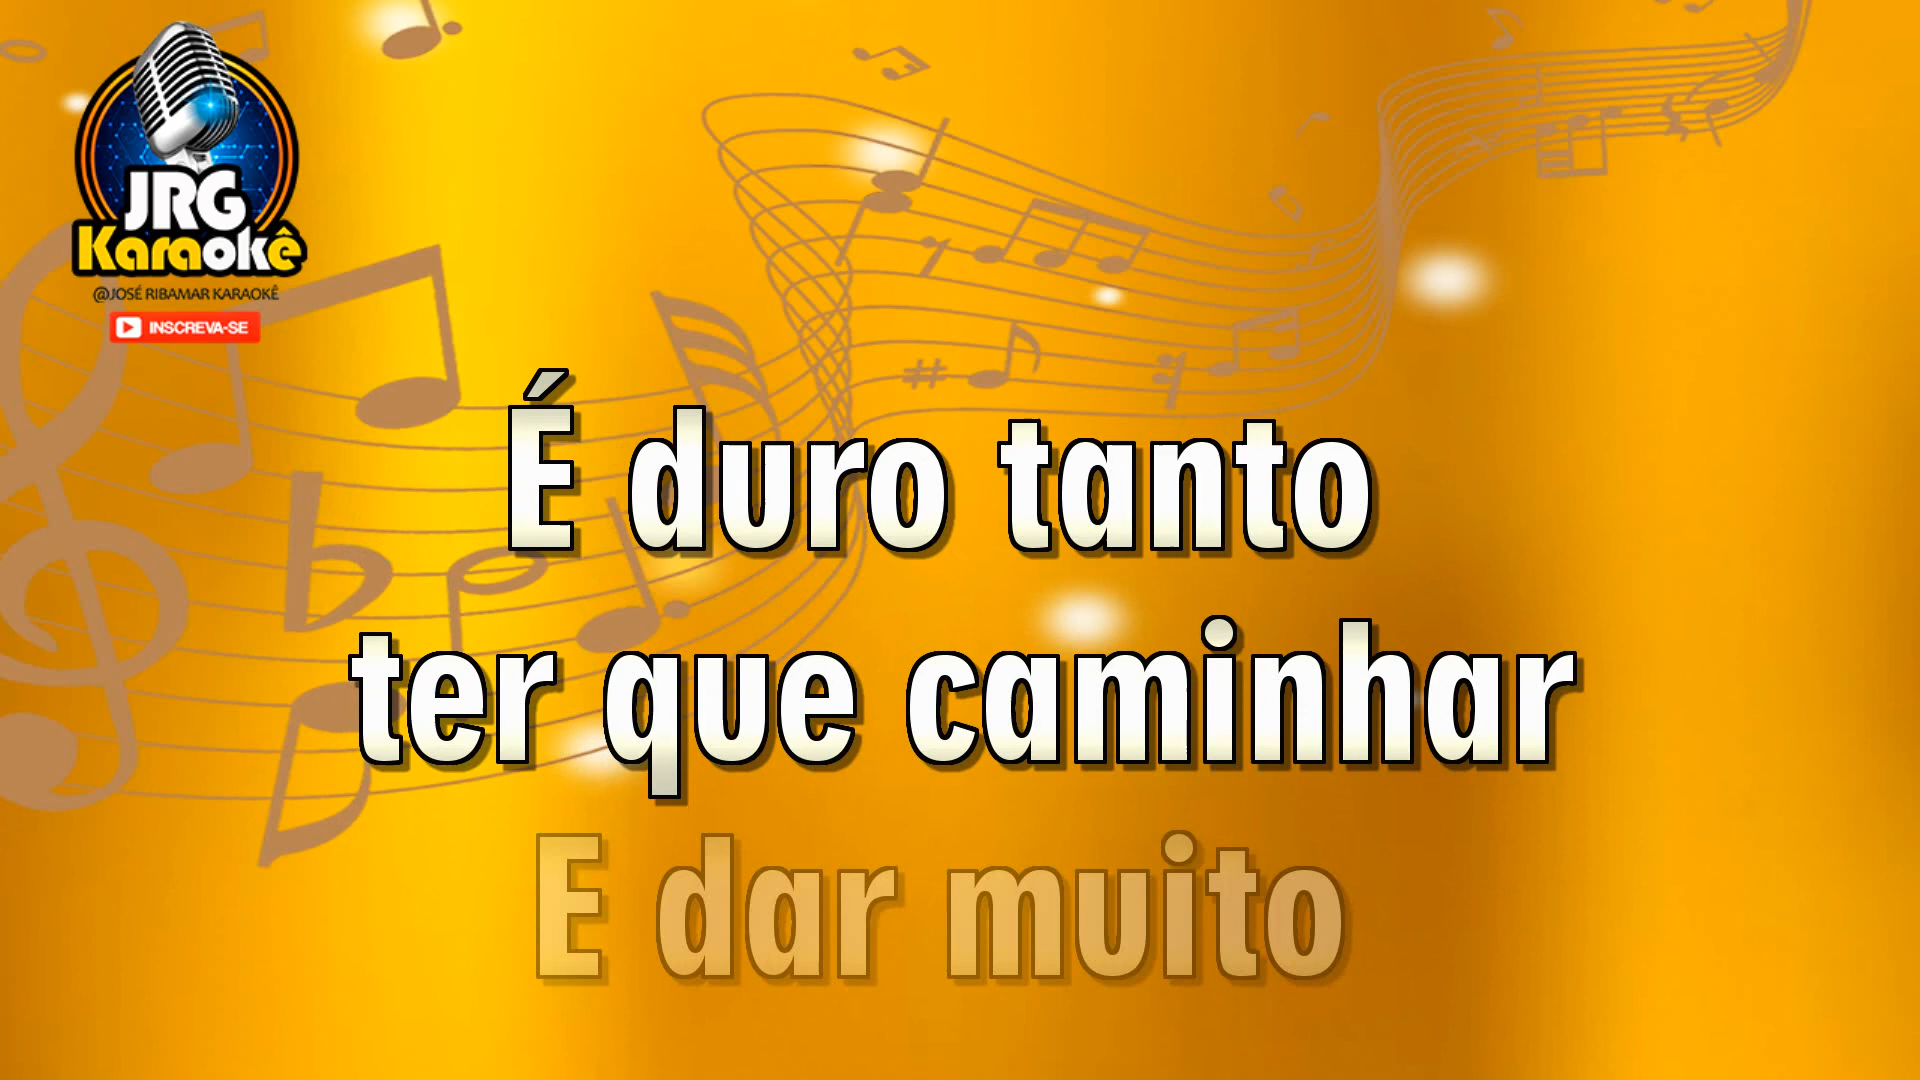 JRG
Karaokê
@JOSÉ RIBAMAR KARAOKÊ
INSCREVA-SE
É duro tanto
ter que caminhar
E dar muito